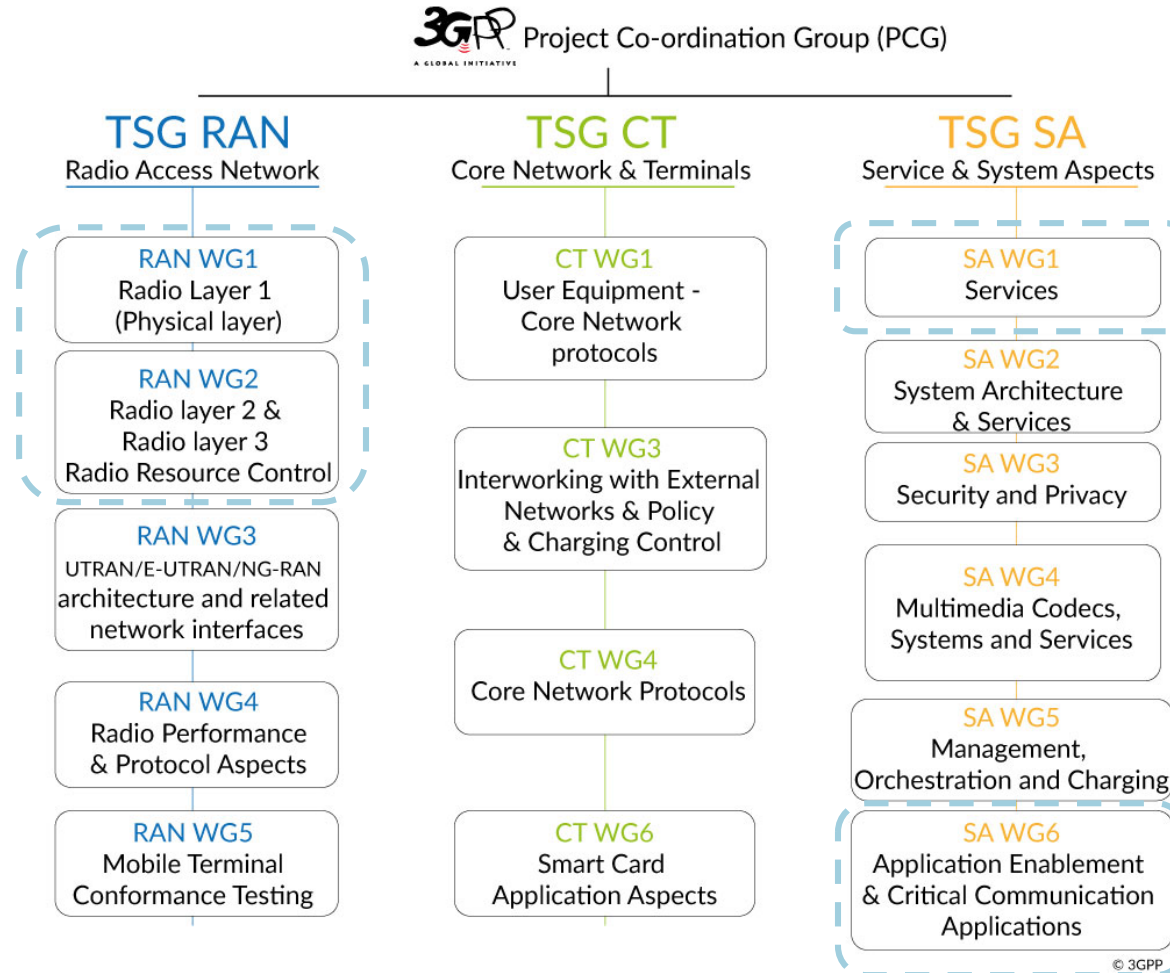 3GPP Project Co-ordination Group (PCG)
A GLOBAL INITIATIVE
TSG RAN
Radio Access Network
RAN WG1
Radio Layer 1
(Physical layer)
RAN WG2
Radio layer 2 &
Radio layer 3
Radio Resource Control
RAN WG3
UTRAN/E-UTRAN/NG-RAN
architecture and related
network interfaces
RAN WG4
Radio Performance
& Protocol Aspects
RAN WG5
Mobile Terminal
Conformance Testing
TSG CT
Core Network & Terminals
CT WG1
User Equipment -
Core Network
protocols
CT WG3
Interworking with External
Networks & Policy
& Charging Control
CT WG4
Core Network Protocols
CT WG6
Smart Card
Application Aspects
TSG SA
Service & System Aspects
SA WG1
Services
SA WG2
System Architecture
& Services
SA WG3
Security and Privacy
SA WG4
Multimedia Codecs,
Systems and Services
SA WG5
Management,
Orchestration and Charging
SA WG6
Application Enablement
& Critical Communication
Applications
© 3GPP